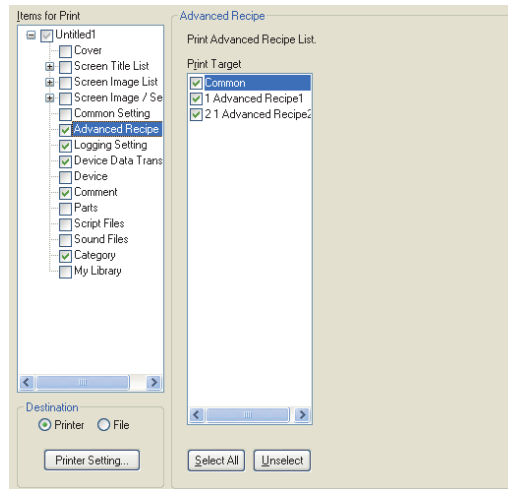 Items for Print
Untitled1
Cover
Screen Title List
Screen Image List
Screen Image / Se
Common Setting
Advanced Recipe
Logging Setting
Device Data Trans
Device
Comment
Parts
Script Files
Sound Files
Category
My Library
Destination
Printer
File
Printer Setting...
Advanced Recipe
Print Advanced Recipe List.
Print Target
Common
1 Advanced Recipe1
2 1 Advanced Recipe2
Select All
Unselect